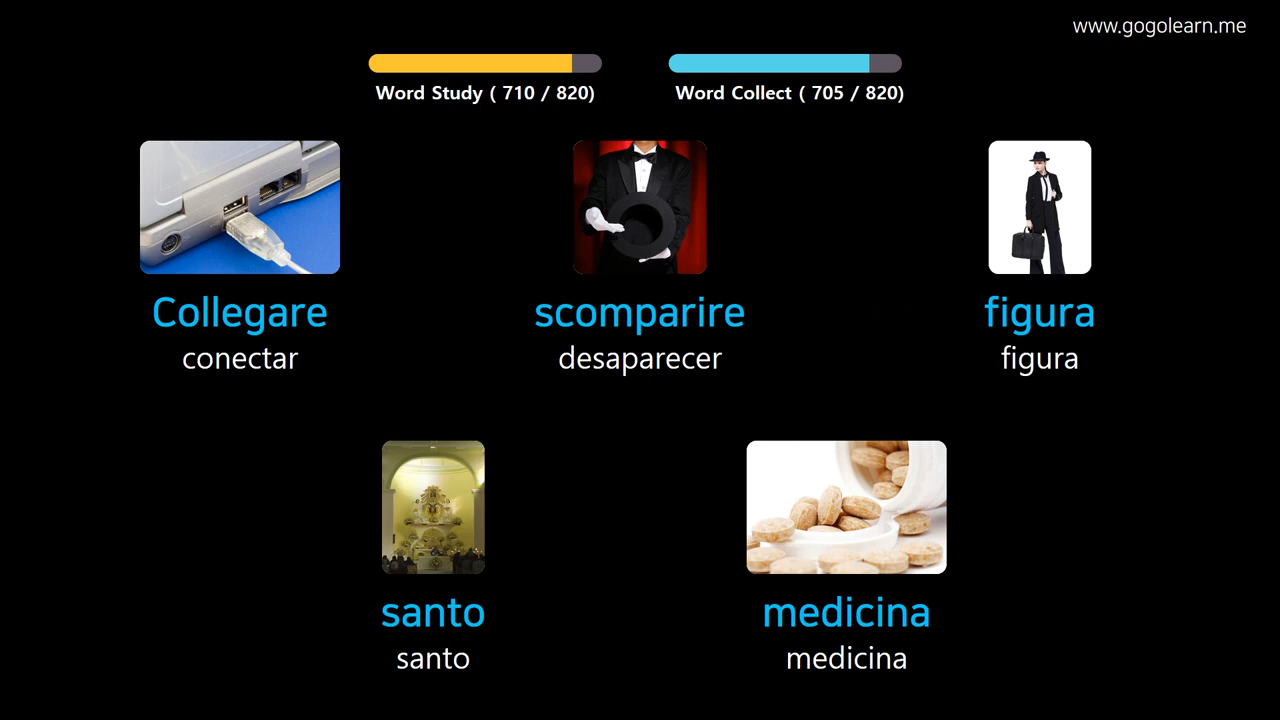 www.gogolearn.me
Word Study ( 710 / 820)
Word Collect ( 705 / 820)
Collegare
conectar
scomparire
desaparecer
figura
figura
santo
santo
medicina
medicina